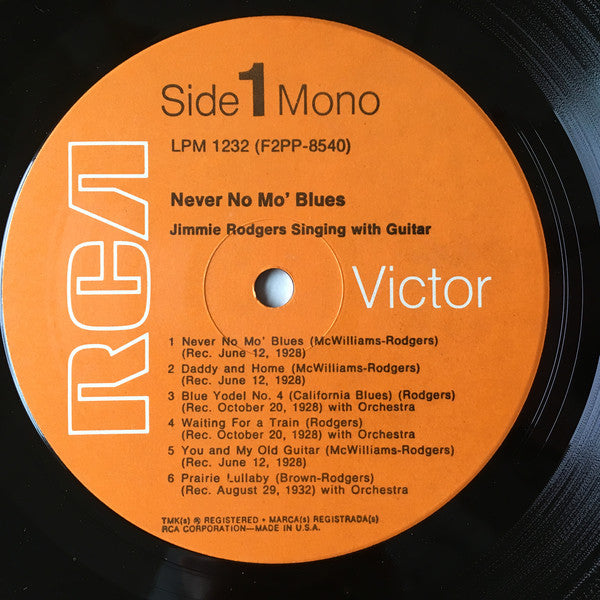 Side 1 Mono
LPM 1232 (F2PP-8540)
Never No Mo' Blues
Jimmie Rodgers Singing with Guitar
RCA
Victor
1 Never No Mo' Blues (McWilliams-Rodgers)
(Rec. June 12, 1928)
2 Daddy and Home (McWilliams-Rodgers)
(Rec. June 12, 1928)
3 Blue Yodel No. 4 (California Blues) (Rodgers)
(Rec. October 20, 1928) with Orchestra
4 Waiting For a Train (Rodgers)
(Rec. October 20, 1928) with Orchestra
5 You and My Old Guitar (McWilliams-Rodgers)
(Rec. June 12, 1928)
6 Prairie Lullaby (Brown-Rodgers)
(Rec. August 29, 1932) with Orchestra
TMK(s) ® REGISTERED • MARCA(s) REGISTRADA(s)
RCA CORPORATION—MADE IN U.S.A.